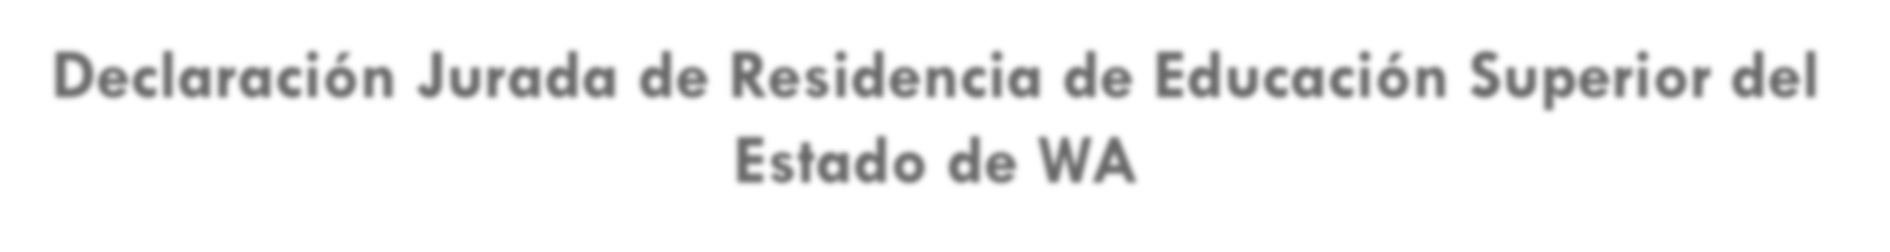 Declaración Jurada de Residencia de Educación Superior del
Estado de WA